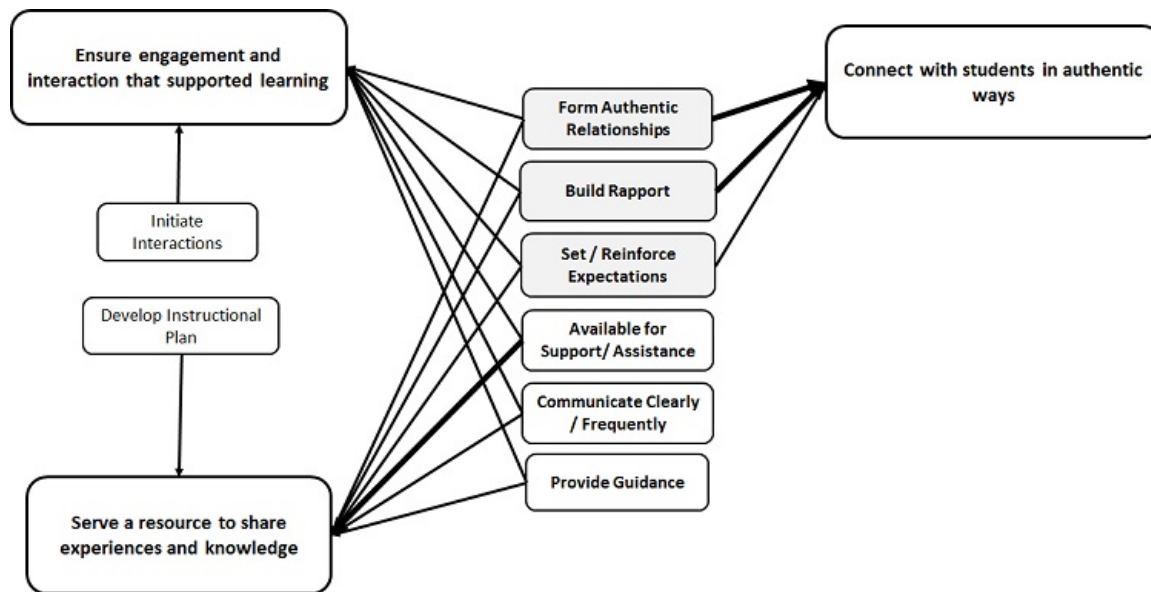 Ensure engagement and
interaction that supported learning
Connect with students in authentic
ways
Form Authentic
Relationships
Build Rapport
Initiate
Interactions
Set / Reinforce
Expectations
Develop Instructional
Plan
Available for
Support/ Assistance
Communicate Clearly
/ Frequently
Provide Guidance
Serve a resource to share
experiences and knowledge